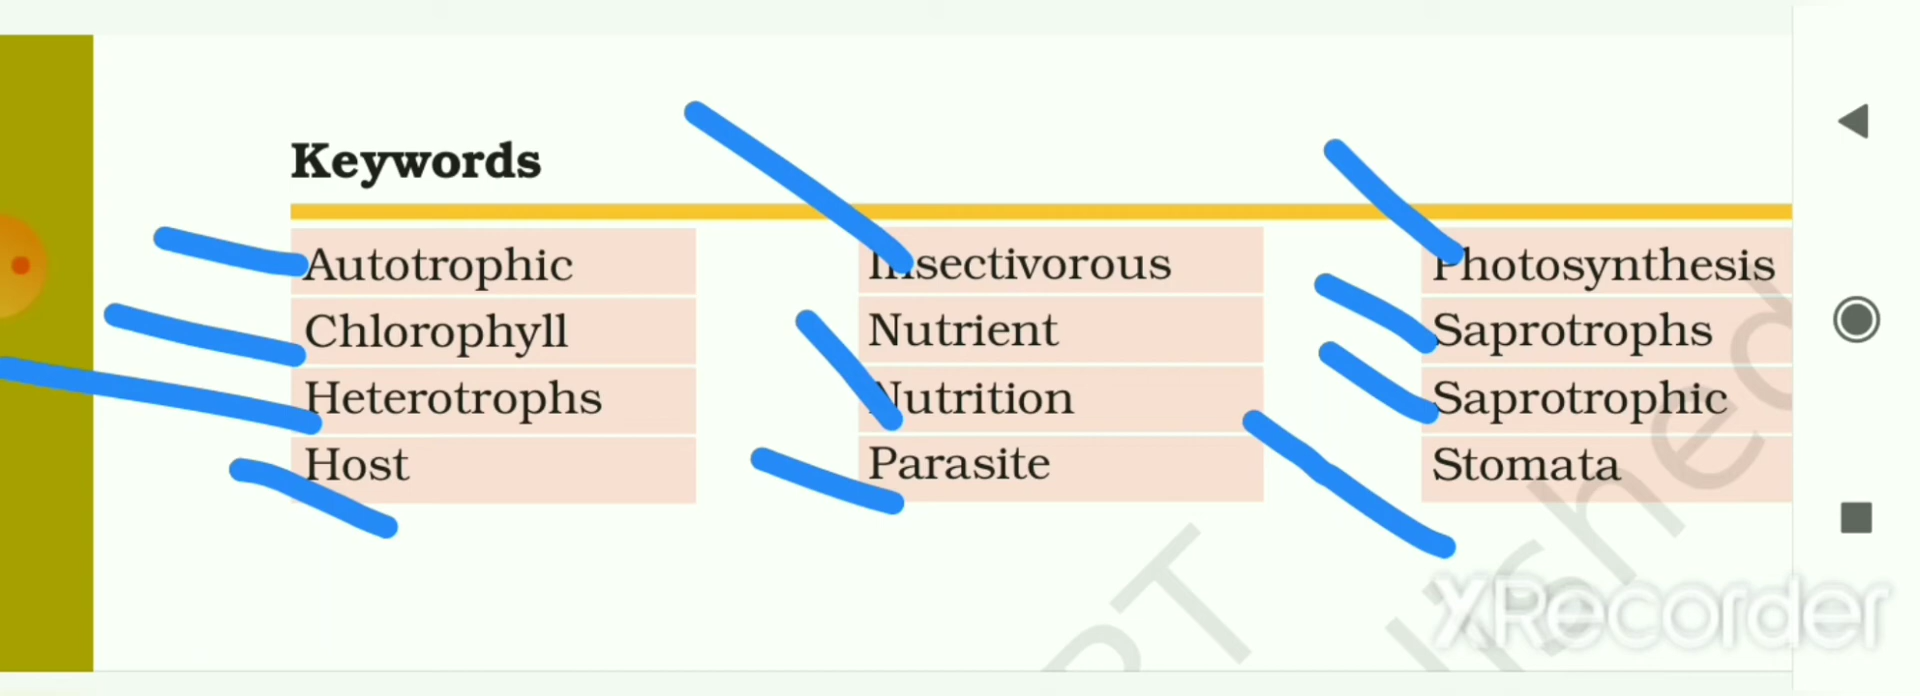 Keywords
Autotrophic Insectivorous Photosynthesis
Chlorophyll Nutrient Saprotrophs
Heterotrophs Nutrition Saprotrophic
Host Parasite Stomata
XRecorder